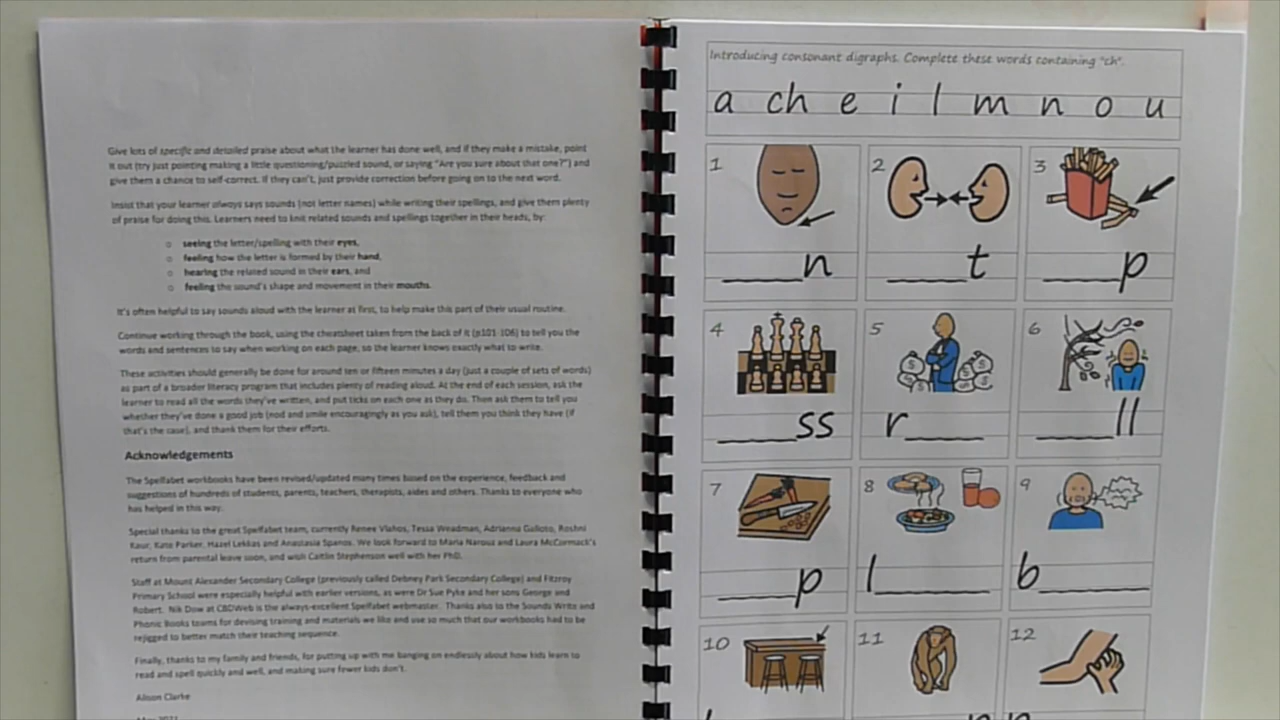 Give lots of specific and detailed praise about what the learner has done well, and if they make a mistake, point
it out (try just pointing making a little questioning/puzzled sound, or saying "Are you sure about that one?") and
give them a chance to self-correct. If they can't, just provide correction before going on to the next word.
Insist that your learner always says sounds (not letter names) while writing their spellings, and give them plenty
of praise for doing this. Learners need to knit related sounds and spellings together in their heads, by:
o seeing the letter/spelling with their eyes,
o feeling how the letter is formed by their hand,
o hearing the related sound in their ears, and
o feeling the sound's shape and movement in their mouths.
It's often helpful to say sounds aloud with the learner at first, to help make this part of their usual routine.
Continue working through the book, using the cheatsheet taken from the back of it (p101-106) to tell you the
words and sentences to say when working on each page, so the learner knows exactly what to write.
These activities should generally be done for around ten or fifteen minutes a day (just a couple of sets of words)
as part of a broader literacy program that includes plenty of reading aloud. At the end of each session, ask the
learner to read all the words they've written, and put ticks on each one as they do. Then ask them to tell you
whether they've done a good job (nod and smile encouragingly as you ask), tell them you think they have (if
that's the case), and thank them for their efforts.
Acknowledgements
The Spelfabet workbooks have been revised/updated many times based on the experience, feedback and
suggestions of hundreds of students, parents, teachers, therapists, aides and others. Thanks to everyone who
has helped in this way.
Special thanks to the great Spelfabet team, currently Renee Vlahos, Tessa Weadman, Adrianna Galloto, Roshni
Kaur, Kate Parker, Hazel Lekkas and Anastasia Spanos. We look forward to Maria Narouz and Laura McCormack's
return from parental leave soon, and wish Caitlin Stephenson well with her PhD.
Staff at Mount Alexander Secondary College (previously called Debney Park Secondary College) and Fitzroy
Primary School were especially helpful with earlier versions, as were Dr Sue Pyke and her sons George and
Robert. Nik Dow at CBDWeb is the always-excellent Spelfabet webmaster. Thanks also to the Sounds Write and
Phonic Books teams for devising training and materials we like and use so much that our workbooks had to be
rejigged to better match their teaching sequence.
Finally, thanks to my family and friends, for putting up with me banging on endlessly about how kids learn to
read and spell quickly and well, and making sure fewer kids don't.
Alison Clarke
Introducing consonant digraphs. Complete these words containing "ch".
a ch e i l m n o u
1 2 3
____n ____t ____p
4 5 6
____ss r____ ____ll
7 8 9
____p l______ b______
10 11 12